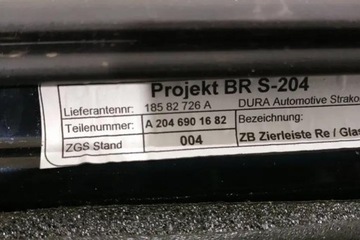 Projekt BR S-204
Lieferantennr: 185 82 726 A DURA Automotive Strako
Teilenummer: A 204 690 16 82 Bezeichnung:
ZGS Stand 004 ZB Zierleiste Re / Glas